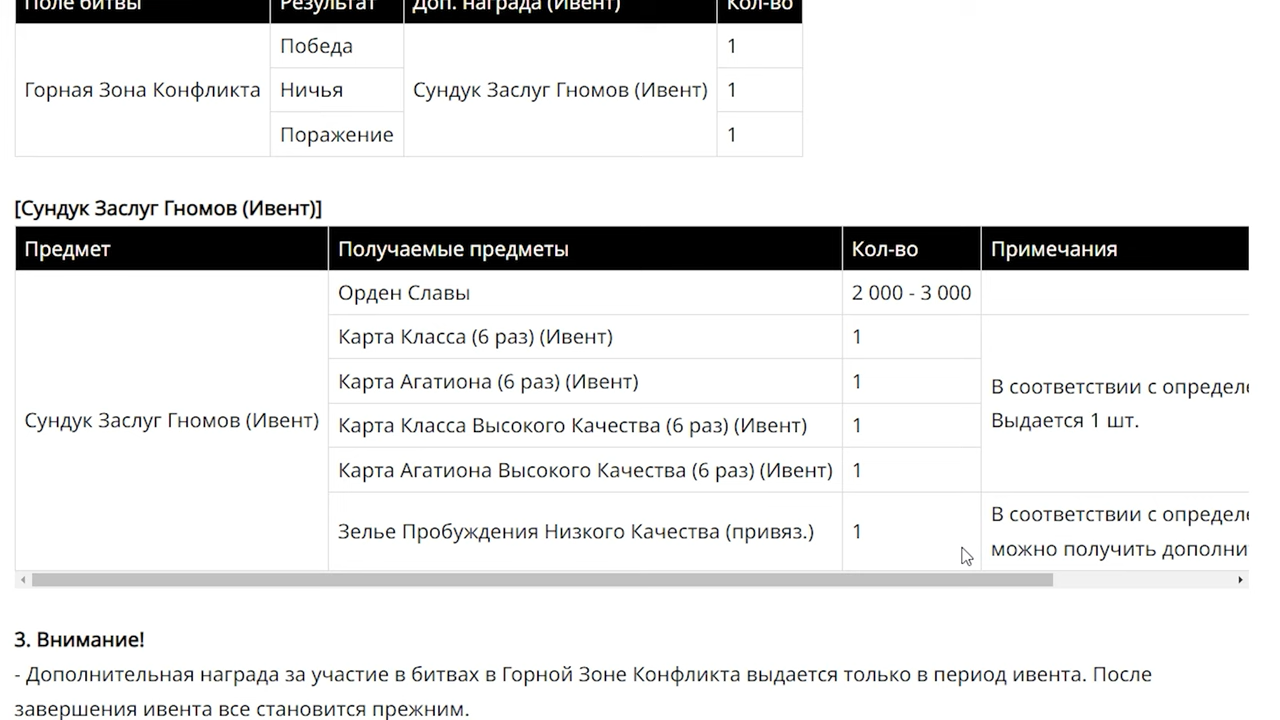 Поле битвы Результат Доп. награда (Ивент) Кол-во
Победа 1
Горная Зона Конфликта Ничья Сундук Заслуг Гномов (Ивент) 1
Поражение 1
[Сундук Заслуг Гномов (Ивент)]
Предмет Получаемые предметы Кол-во Примечания
Орден Славы 2 000 - 3 000
Карта Класса (6 раз) (Ивент) 1
Карта Агатиона (6 раз) (Ивент) 1
В соответствии с
Сундук Заслуг Гномов (Ивент)
Выдается 1 шт.
Карта Класса Высокого Качества (6 раз) (Ивент) 1
Карта Агатиона Высокого Качества (6 раз) (Ивент) 1
Зелье Пробуждения Низкого Качества (привяз.) 1
В соответствии с
можно получить
3. Внимание!
- Дополнительная награда за участие в битвах в Горной Зоне Конфликта выдается только в период ивента. После
завершения ивента все становится прежним.